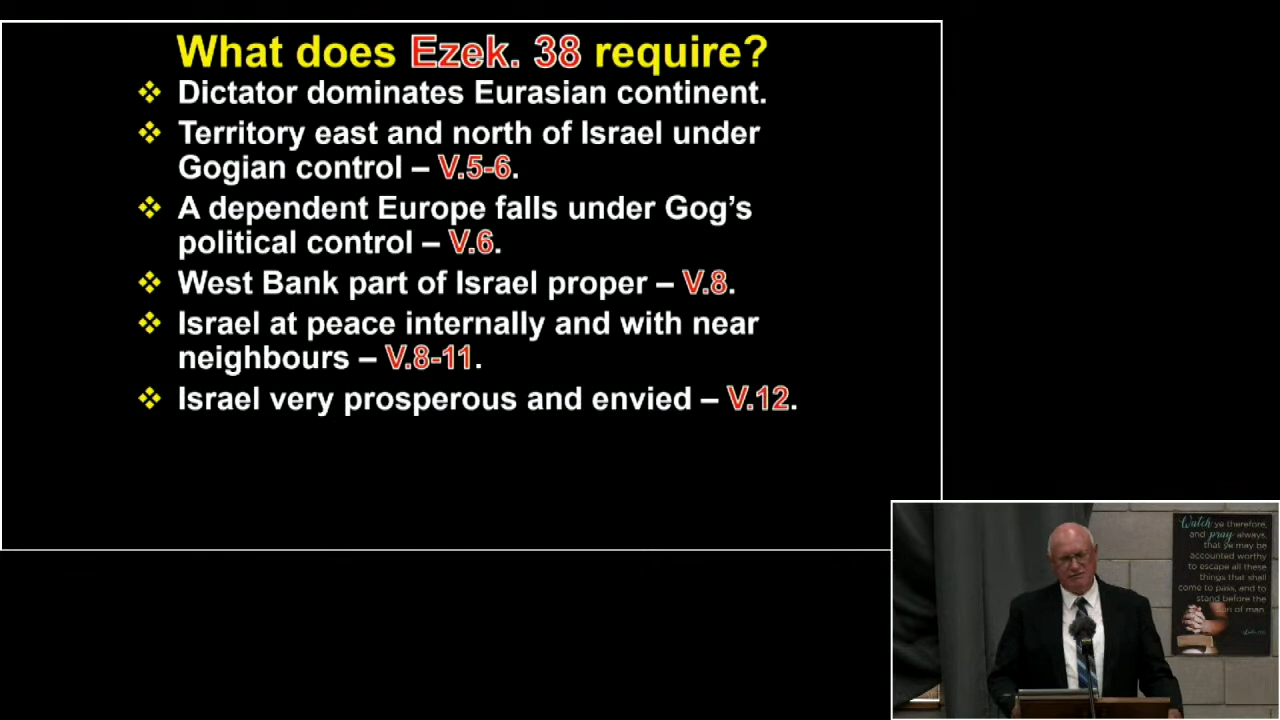 What does Ezek. 38 require?
❖ Dictator dominates Eurasian continent.
❖ Territory east and north of Israel under
Gogian control – V.5-6.
❖ A dependent Europe falls under Gog’s
political control – V.6.
❖ West Bank part of Israel proper – V.8.
❖ Israel at peace internally and with near
neighbours – V.8-11.
❖ Israel very prosperous and envied – V.12.
Watch ye therefore,
and pray always,
that ye may be
accounted worthy
to escape all these
things that shall
come to pass, and to
stand before the
Son of man.